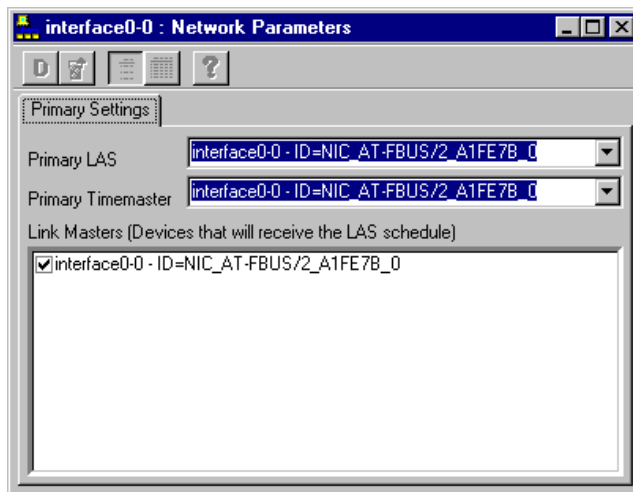 interface0-0 : Network Parameters
D ?
Primary Settings
Primary LAS interface0-0 - ID=NIC_AT-FBUS/2_A1FE7B_0
Primary Timemaster interface0-0 - ID=NIC_AT-FBUS/2_A1FE7B_0
Link Masters (Devices that will receive the LAS schedule)
interface0-0 - ID=NIC_AT-FBUS/2_A1FE7B_0